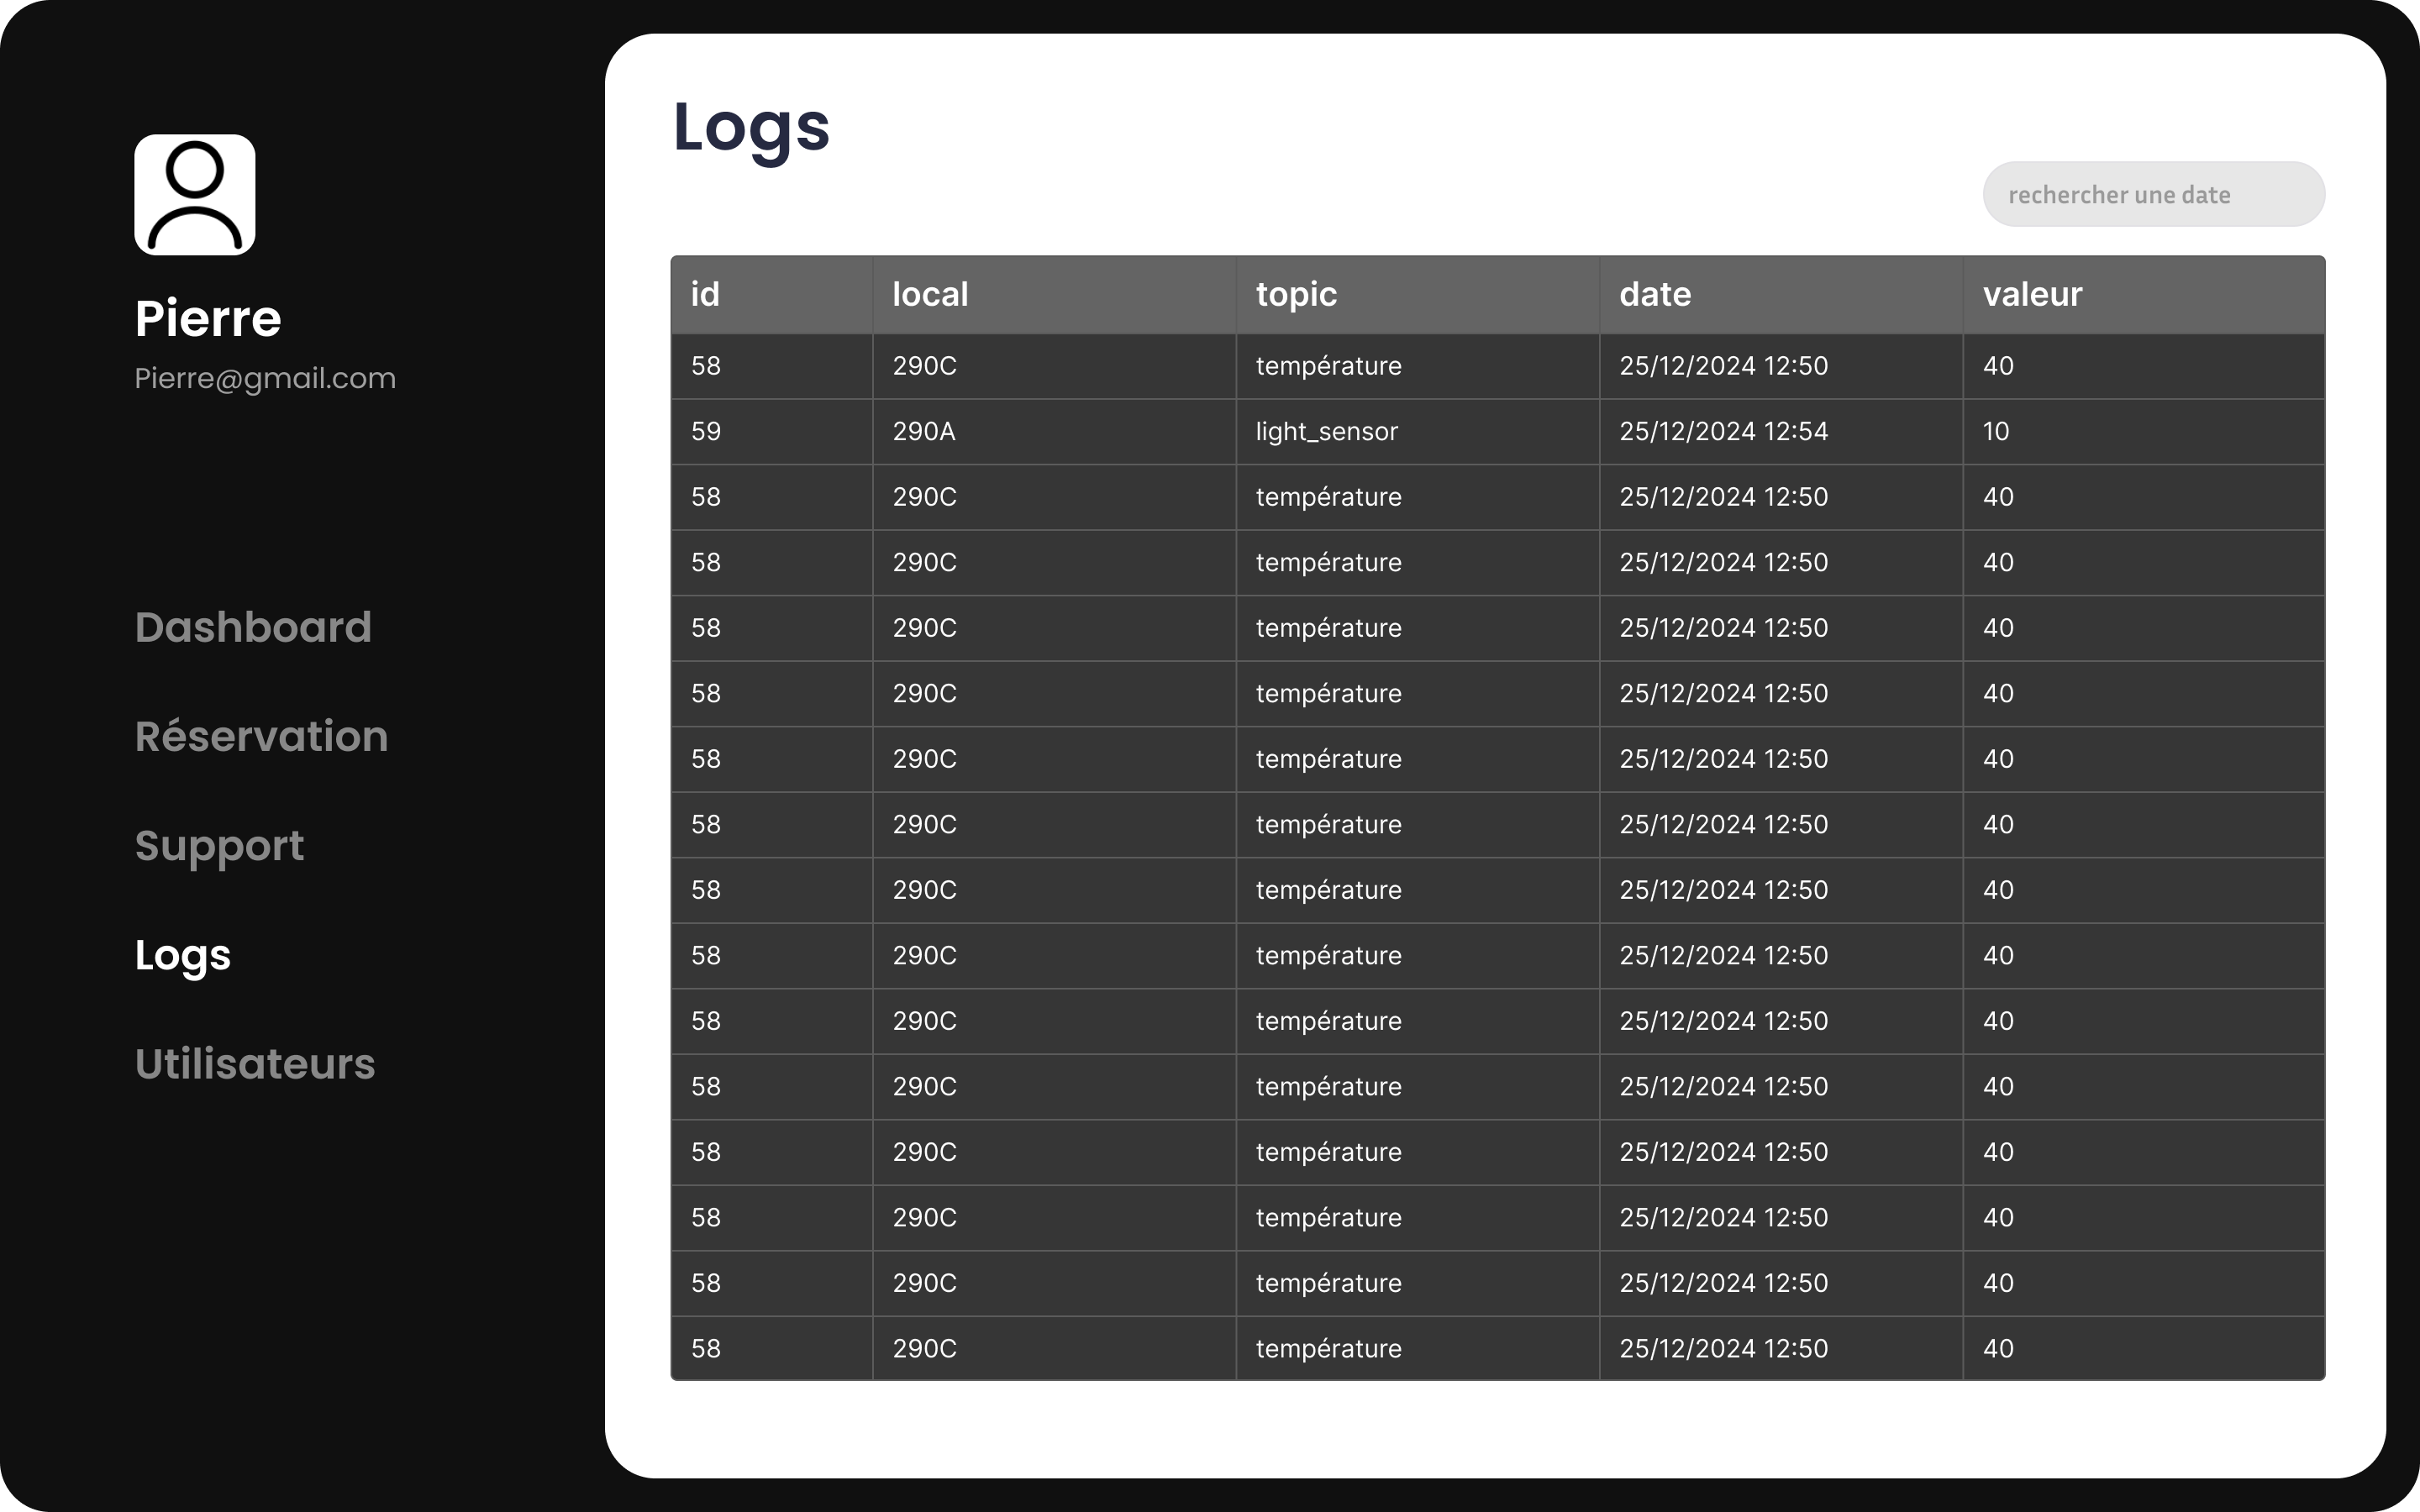 Pierre
Pierre@gmail.com
Dashboard
Réservation
Support
Logs
Utilisateurs
Logs
rechercher une date
id local topic date valeur
58 290C température 25/12/2024 12:50 40
59 290A light_sensor 25/12/2024 12:54 10
58 290C température 25/12/2024 12:50 40
58 290C température 25/12/2024 12:50 40
58 290C température 25/12/2024 12:50 40
58 290C température 25/12/2024 12:50 40
58 290C température 25/12/2024 12:50 40
58 290C température 25/12/2024 12:50 40
58 290C température 25/12/2024 12:50 40
58 290C température 25/12/2024 12:50 40
58 290C température 25/12/2024 12:50 40
58 290C température 25/12/2024 12:50 40
58 290C température 25/12/2024 12:50 40
58 290C température 25/12/2024 12:50 40
58 290C température 25/12/2024 12:50 40
58 290C température 25/12/2024 12:50 40